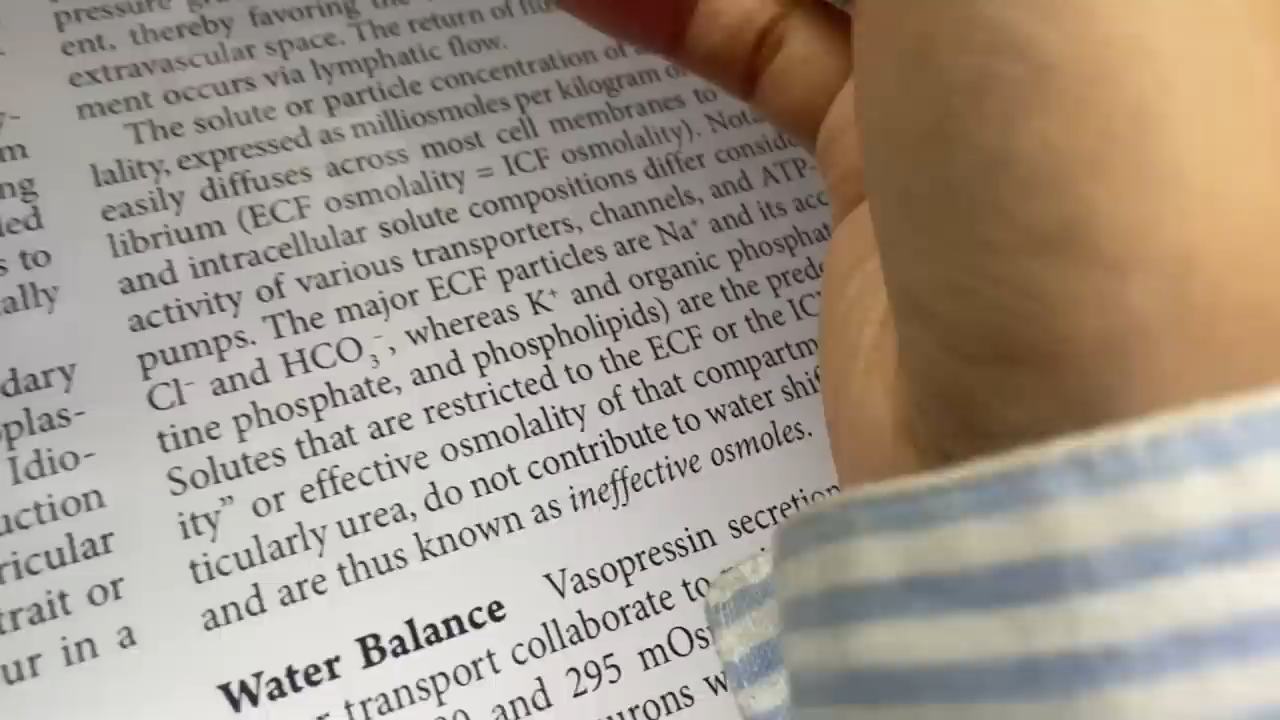 y-
m
ng
led
s to
ally
dary
plas-
Idio-
uction
ricular
trait or
ur in a
pressure
ent, thereby favoring the
extravascular space. The return of
ment occurs via lymphatic flow.
The solute or particle concentration of
lality, expressed as milliosmoles per kilogram
easily diffuses across most cell membranes to
librium (ECF osmolality = ICF osmolality). Not
and intracellular solute compositions differ conside
activity of various transporters, channels, and ATP-
pumps. The major ECF particles are Na⁺ and its acc
Cl⁻ and HCO₃⁻, whereas K⁺ and organic phosphat
tine phosphate, and phospholipids) are the pred
Solutes that are restricted to the ECF or the IC
ity” or effective osmolality of that compartm
ticularly urea, do not contribute to water shif
and are thus known as ineffective osmoles.
Water Balance Vasopressin secretion
transport collaborate to
and 295 mOs
urons w